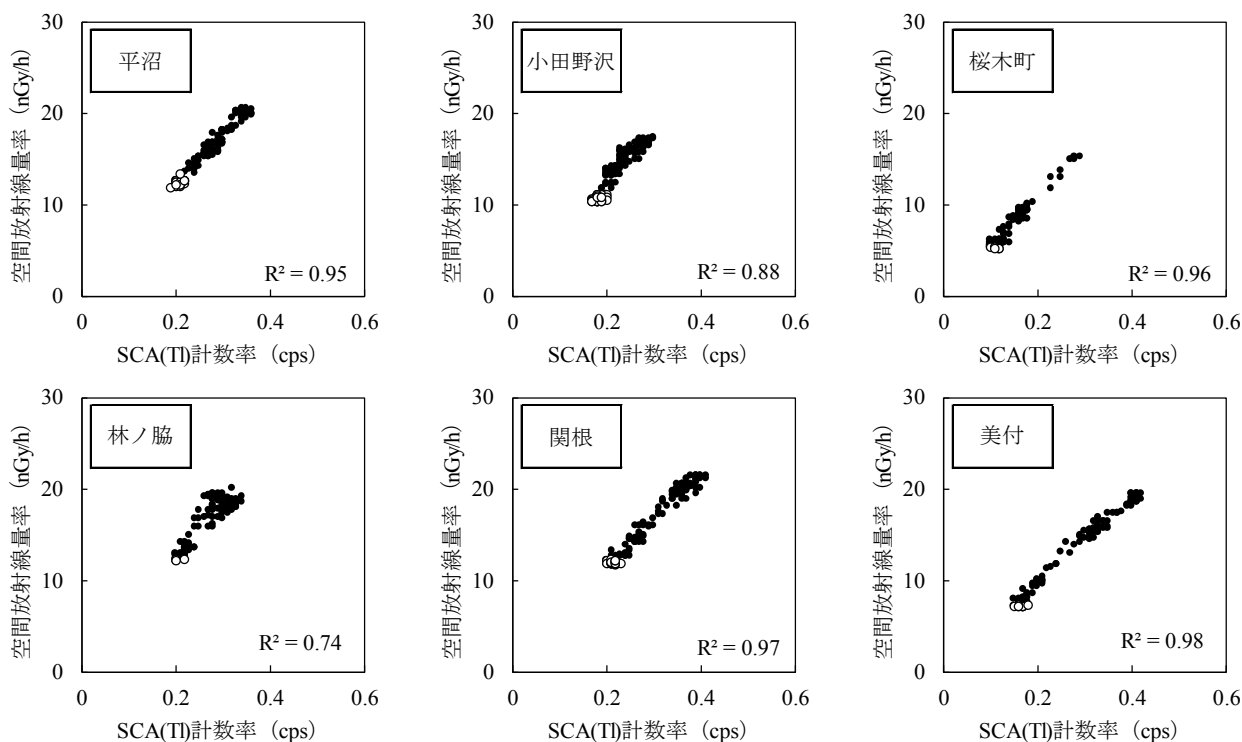 平沼
空間放射線量率（nGy/h）
30
20
10
0
R² = 0.95
0 0.2 0.4 0.6
SCA(Tl)計数率（cps）
小田野沢
空間放射線量率（nGy/h）
30
20
10
0
R² = 0.88
0 0.2 0.4 0.6
SCA(Tl)計数率（cps）
桜木町
空間放射線量率（nGy/h）
30
20
10
0
R² = 0.96
0 0.2 0.4 0.6
SCA(Tl)計数率（cps）
林ノ脇
空間放射線量率（nGy/h）
30
20
10
0
R² = 0.74
0 0.2 0.4 0.6
SCA(Tl)計数率（cps）
関根
空間放射線量率（nGy/h）
30
20
10
0
R² = 0.97
0 0.2 0.4 0.6
SCA(Tl)計数率（cps）
美付
空間放射線量率（nGy/h）
30
20
10
0
R² = 0.98
0 0.2 0.4 0.6
SCA(Tl)計数率（cps）